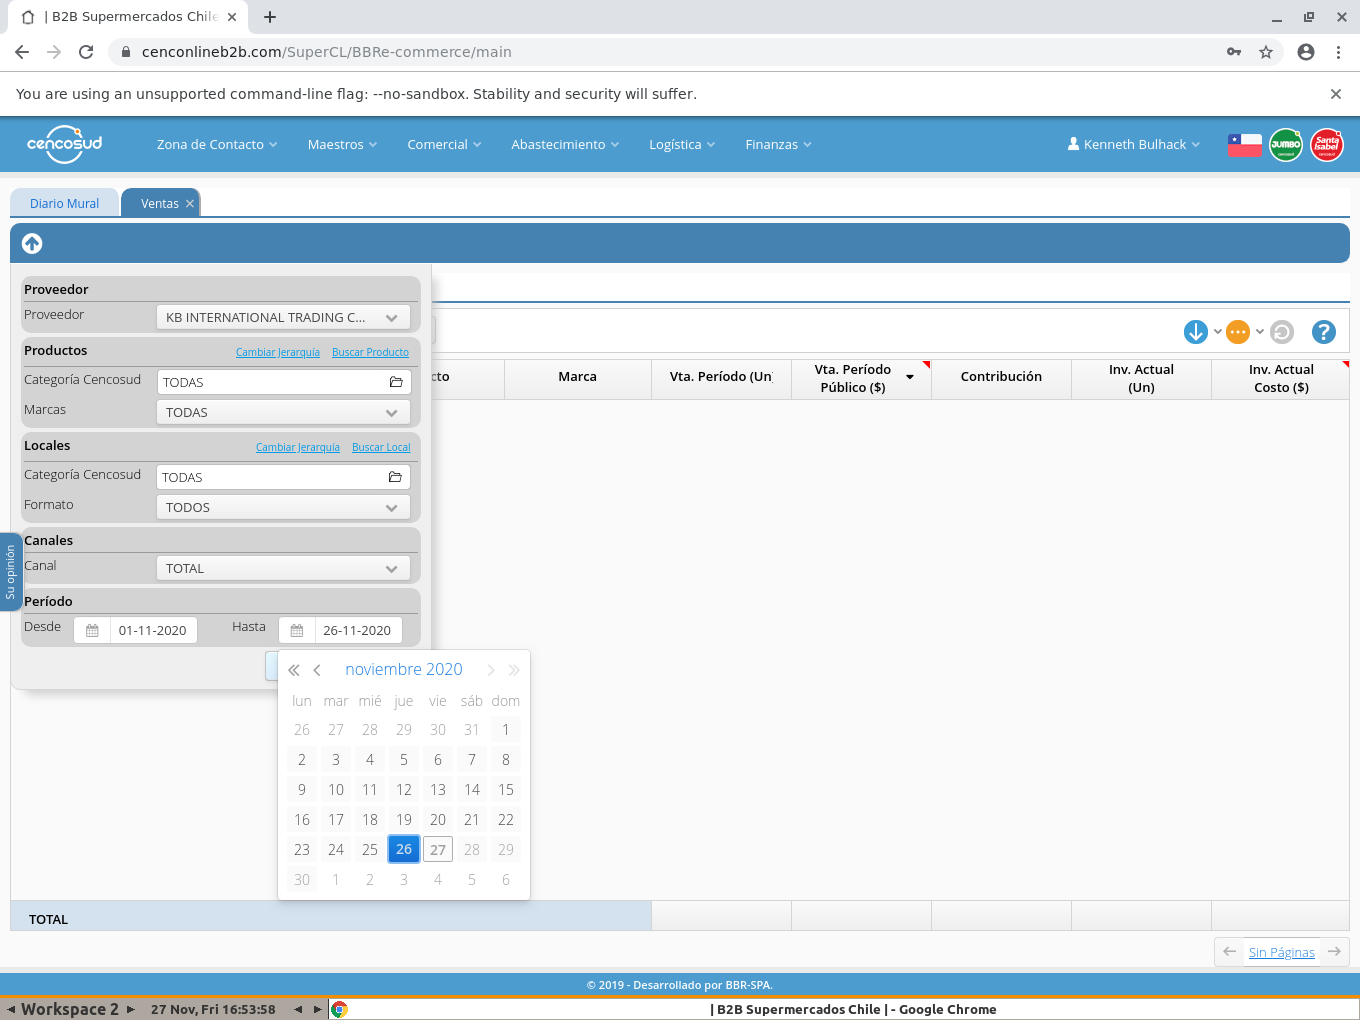 | B2B Supermercados Chile
cenconlineb2b.com/SuperCL/BBRe-commerce/main
You are using an unsupported command-line flag: --no-sandbox. Stability and security will suffer.
cencosud
Zona de Contacto
Maestros
Comercial
Abastecimiento
Logística
Finanzas
Kenneth Bulhack
JUMBO
cencosud
Santa Isabel
cencosud
Diario Mural
Ventas
Proveedor
Proveedor
KB INTERNATIONAL TRADING C...
Productos
Cambiar Jerarquía
Buscar Producto
Categoría Cencosud
TODAS
Marcas
TODAS
Locales
Cambiar Jerarquía
Buscar Local
Categoría Cencosud
TODAS
Formato
TODOS
Canales
Canal
TOTAL
Su opinión
Período
Desde
01-11-2020
Hasta
26-11-2020
cto
Marca
Vta. Período (Un
Vta. Período
Público ($)
Contribución
Inv. Actual
(Un)
Inv. Actual
Costo ($)
noviembre 2020
lun mar mié jue vie sáb dom
26 27 28 29 30 31 1
2 3 4 5 6 7 8
9 10 11 12 13 14 15
16 17 18 19 20 21 22
23 24 25 26 27 28 29
30 1 2 3 4 5 6
TOTAL
Sin Páginas
© 2019 - Desarrollado por BBR-SPA.
Workspace 2
27 Nov, Fri 16:53:58
| B2B Supermercados Chile | - Google Chrome